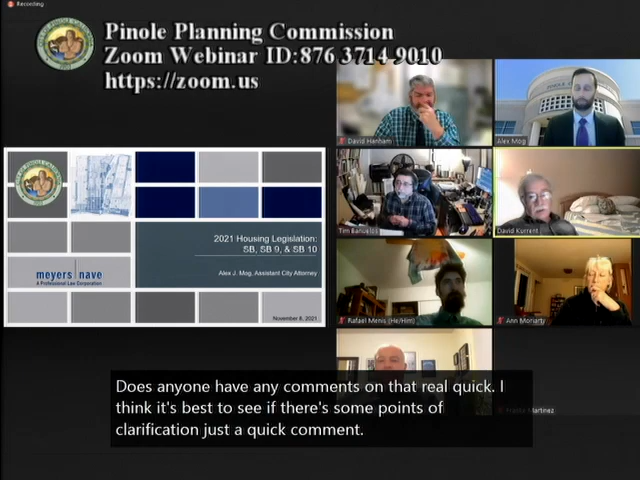 Recording
Pinole Planning Commission
Zoom Webinar ID:876 3714 9010
https://zoom.us
David Hanham
Alex Mog
Tim Banuelos
David Kurrent
2021 Housing Legislation:
SB, SB 9, & SB 10
meyers | nave
A Professional Law Corporation
Alex J. Mog, Assistant City Attorney
November 8, 2021
Rafael Menis (He/Him)
Ann Moriarty
Martinez
Does anyone have any comments on that real quick. I
think it's best to see if there's some points of
clarification just a quick comment.